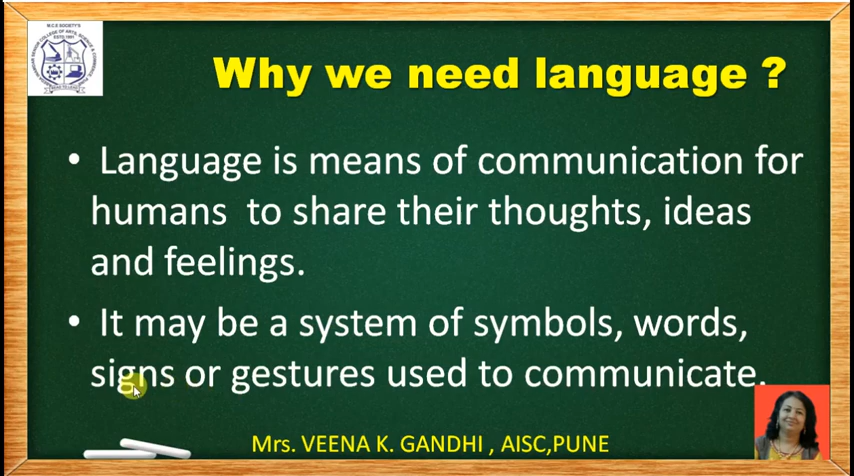 M.C.E SOCIETY'S
Why we need language ?
• Language is means of communication for
humans to share their thoughts, ideas
and feelings.
• It may be a system of symbols, words,
signs or gestures used to communicate.
Mrs. VEENA K. GANDHI , AISC,PUNE